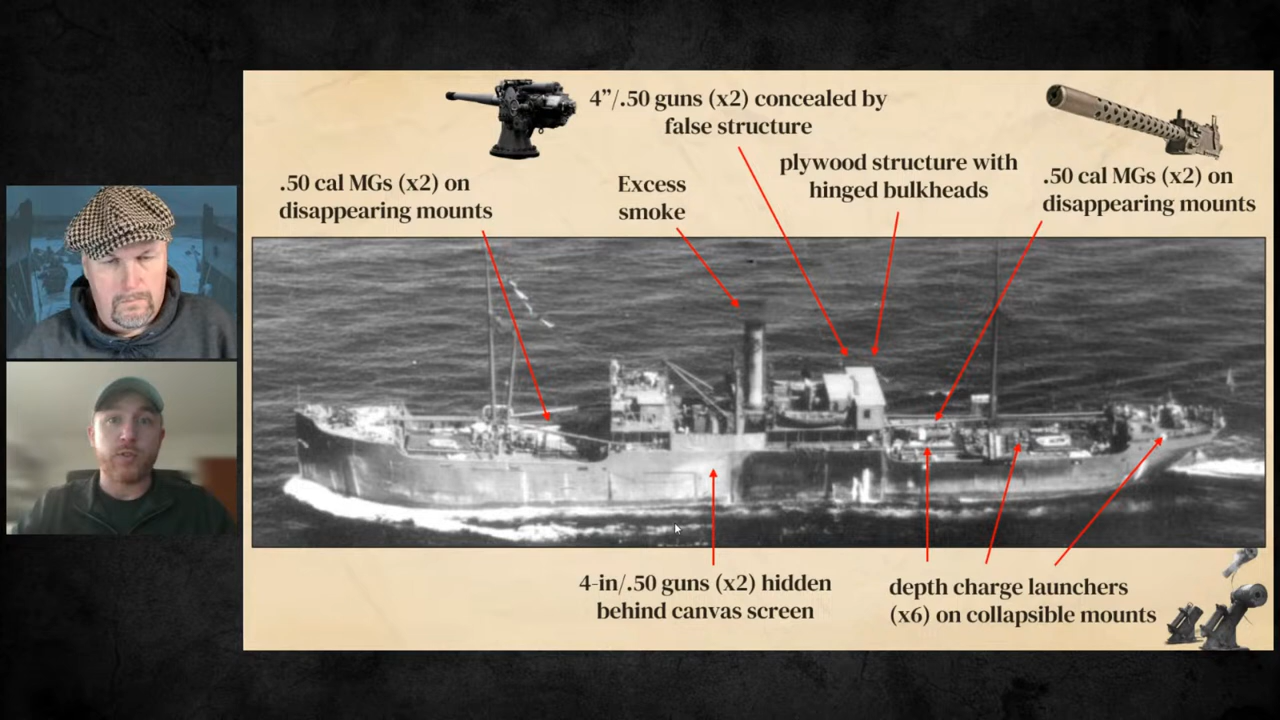 4”/.50 guns (x2) concealed by
false structure
.50 cal MGs (x2) on
disappearing mounts
Excess
smoke
plywood structure with
hinged bulkheads
.50 cal MGs (x2) on
disappearing mounts
4-in/.50 guns (x2) hidden
behind canvas screen
depth charge launchers
(x6) on collapsible mounts